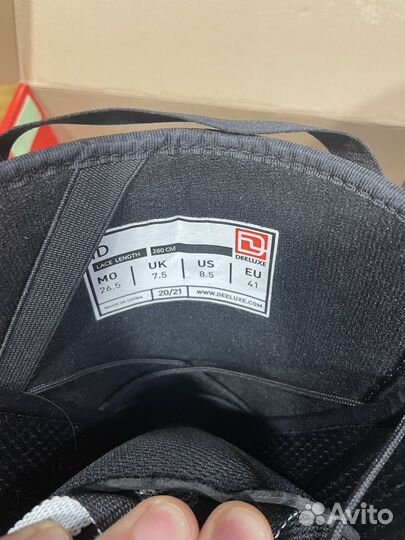 LACE LENGTH 260 CM
DEELUXE
MO UK US EU
26.5 7.5 8.5 41
MADE IN CHINA 20/21 WWW.DEELUXE.COM
Avito